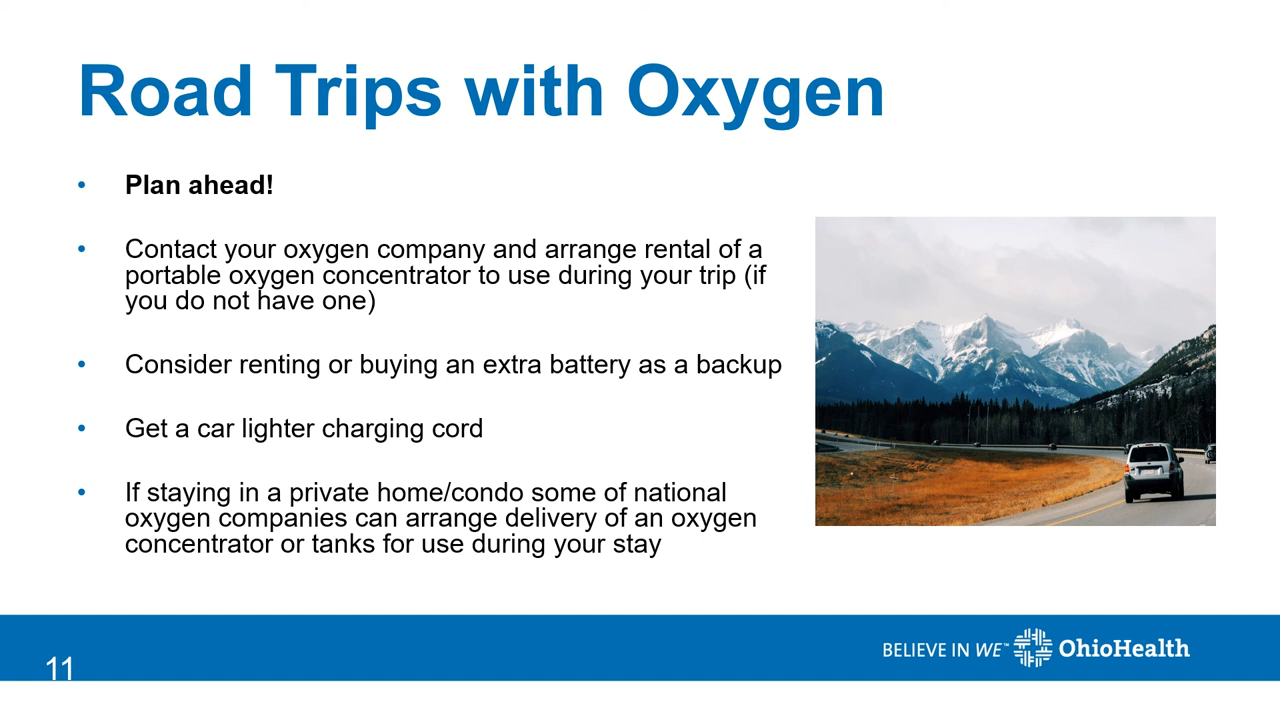 Road Trips with Oxygen
• Plan ahead!
• Contact your oxygen company and arrange rental of a
portable oxygen concentrator to use during your trip (if
you do not have one)
• Consider renting or buying an extra battery as a backup
• Get a car lighter charging cord
• If staying in a private home/condo some of national
oxygen companies can arrange delivery of an oxygen
concentrator or tanks for use during your stay
11
BELIEVE IN WE™ OhioHealth